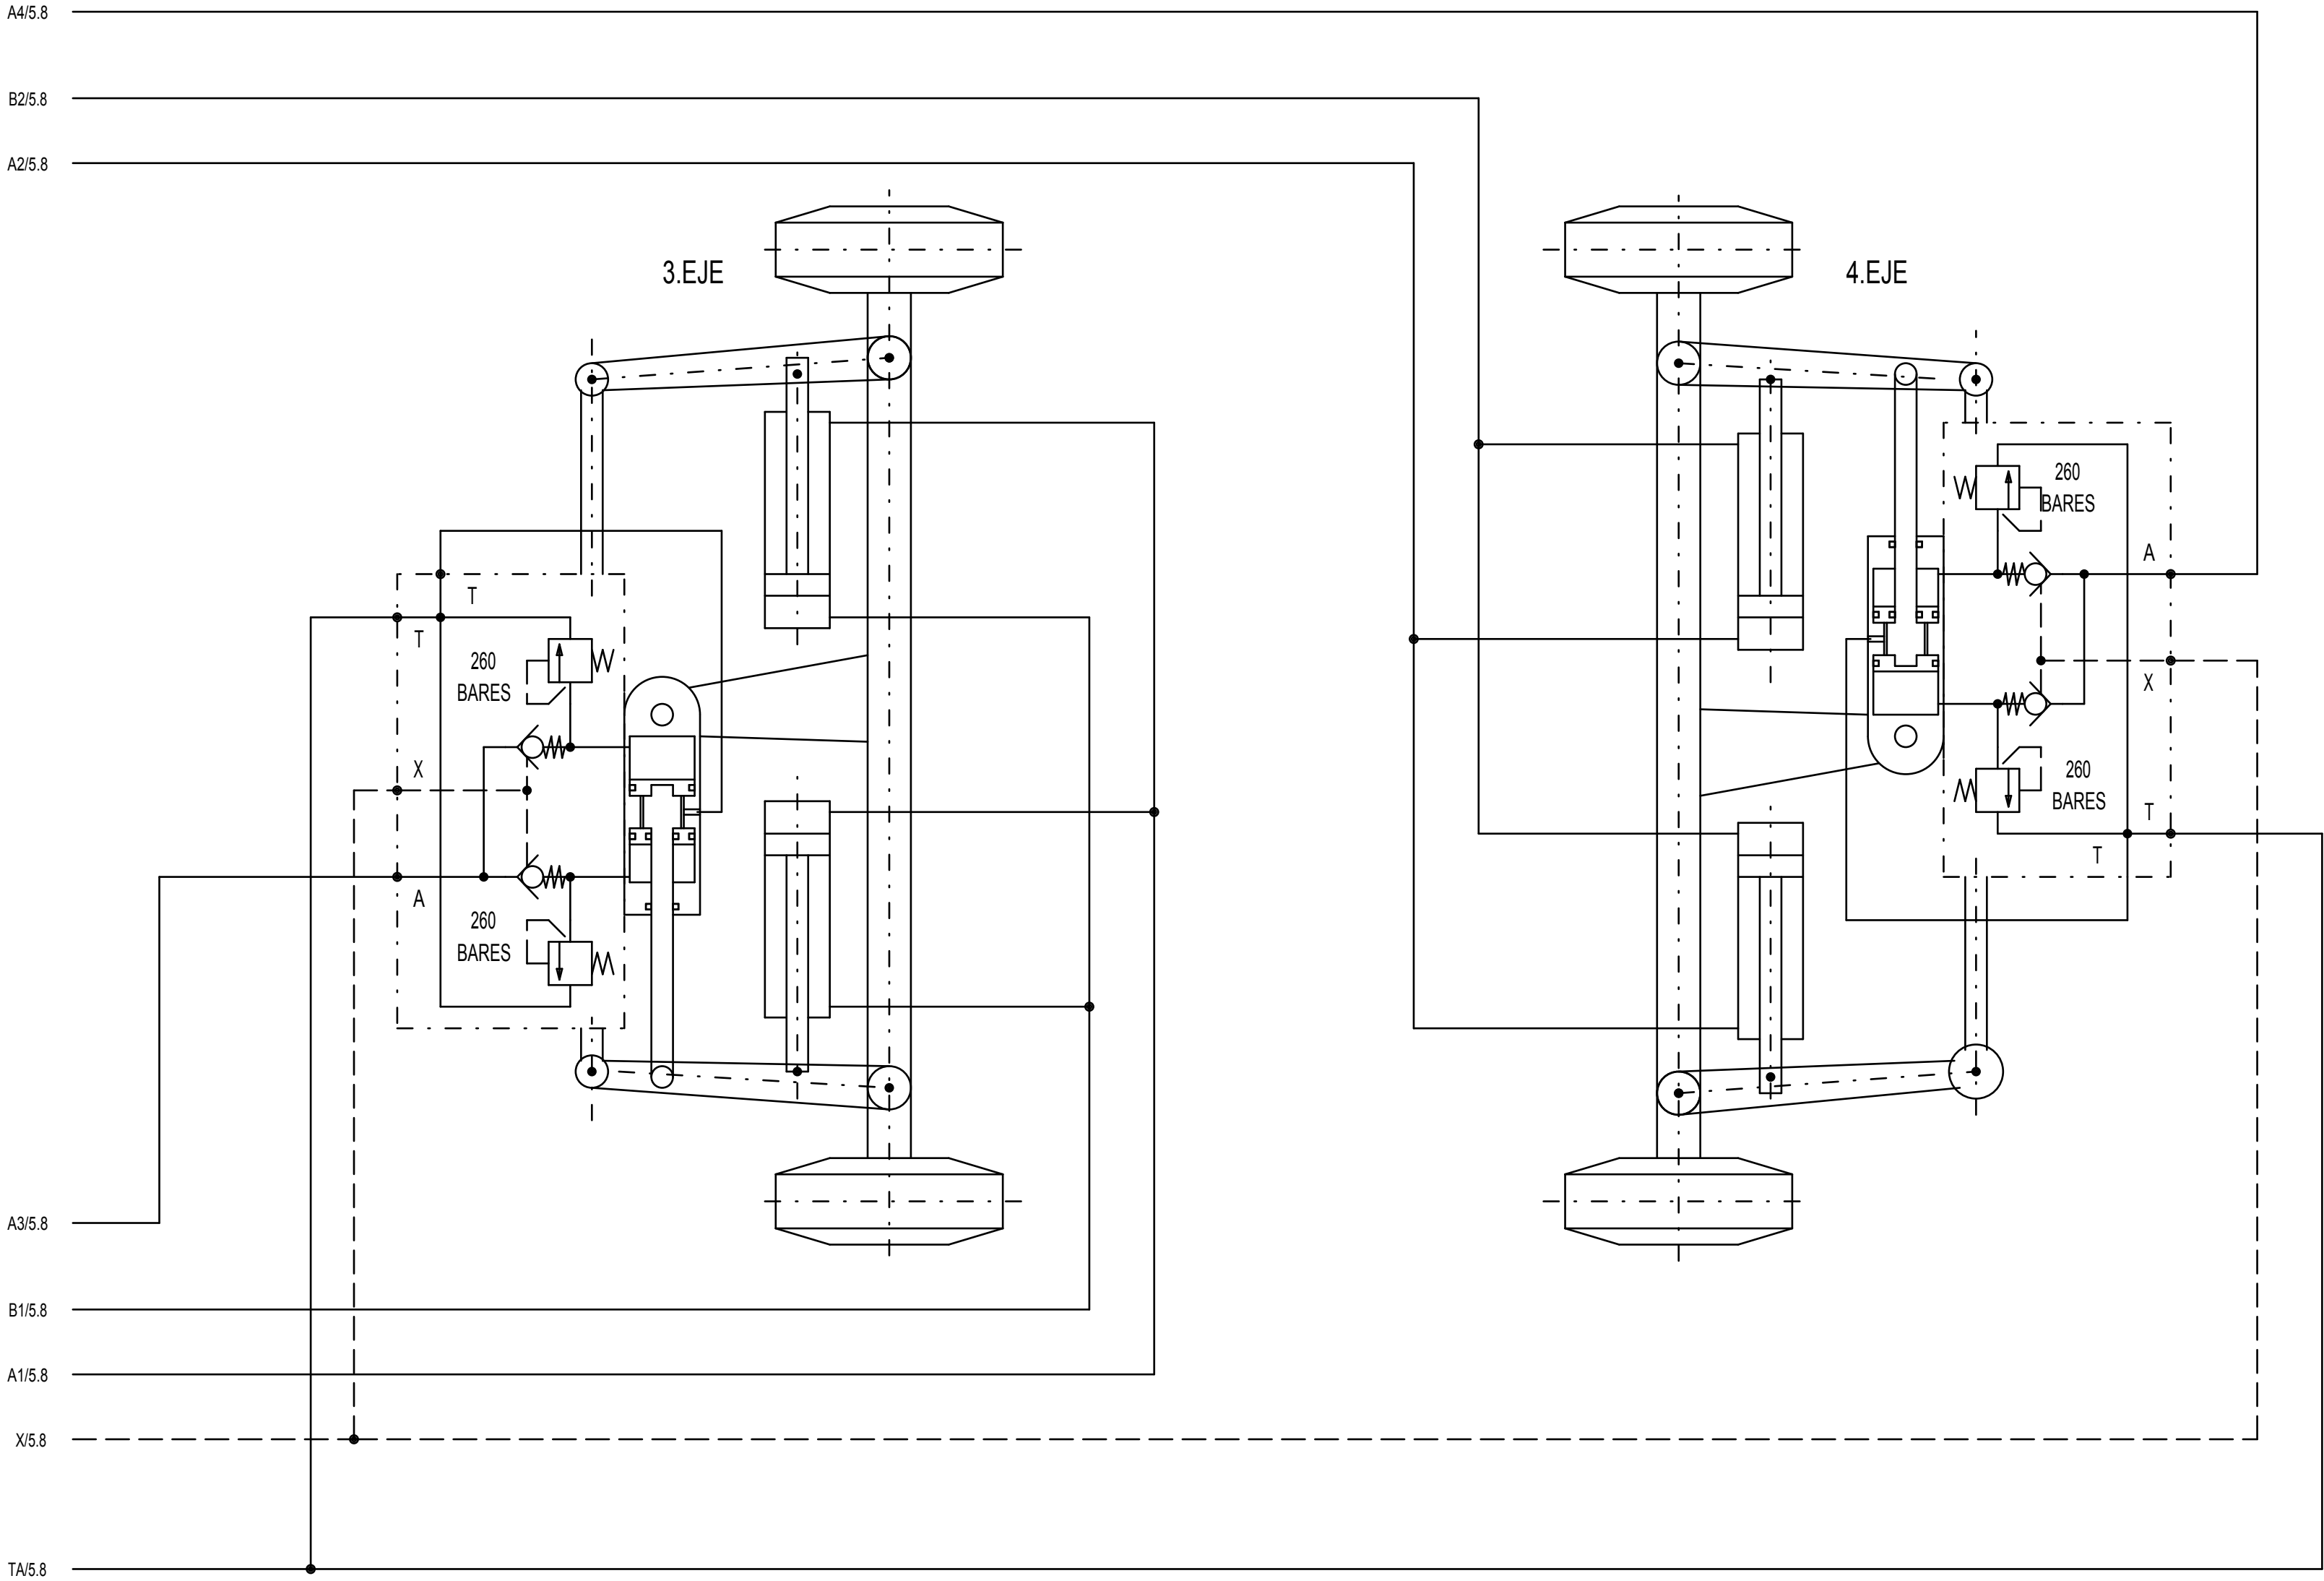 A4/5.8
B2/5.8
A2/5.8
3.EJE
4.EJE
260
BARES
A
T
T
260
BARES
X
X
260
BARES
T
T
A
260
BARES
A3/5.8
B1/5.8
A1/5.8
X/5.8
TA/5.8